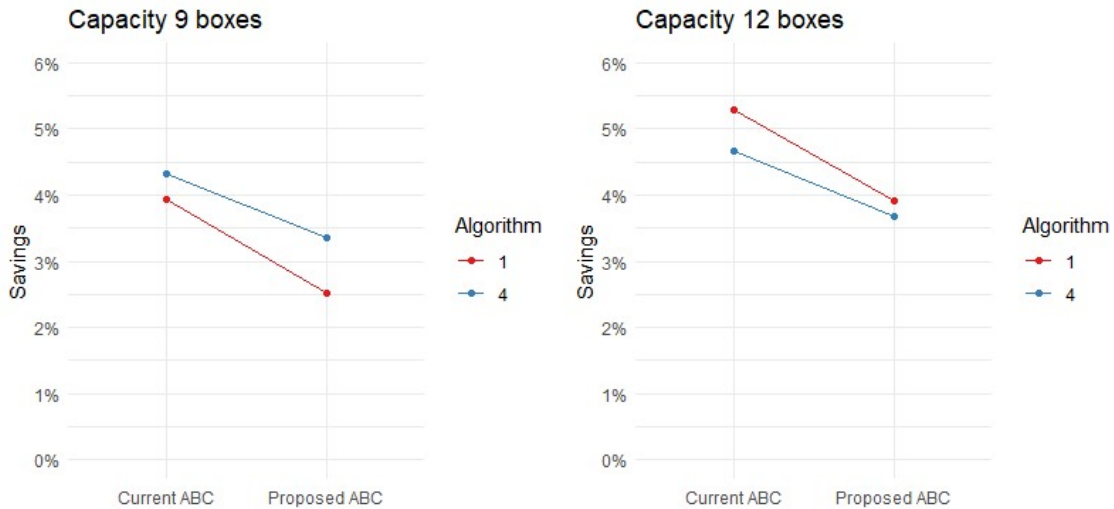 Capacity 9 boxes
6%
5%
4%
3%
2%
1%
0%
Savings
Current ABC
Proposed ABC
Algorithm
1
4
Capacity 12 boxes
6%
5%
4%
3%
2%
1%
0%
Savings
Current ABC
Proposed ABC
Algorithm
1
4